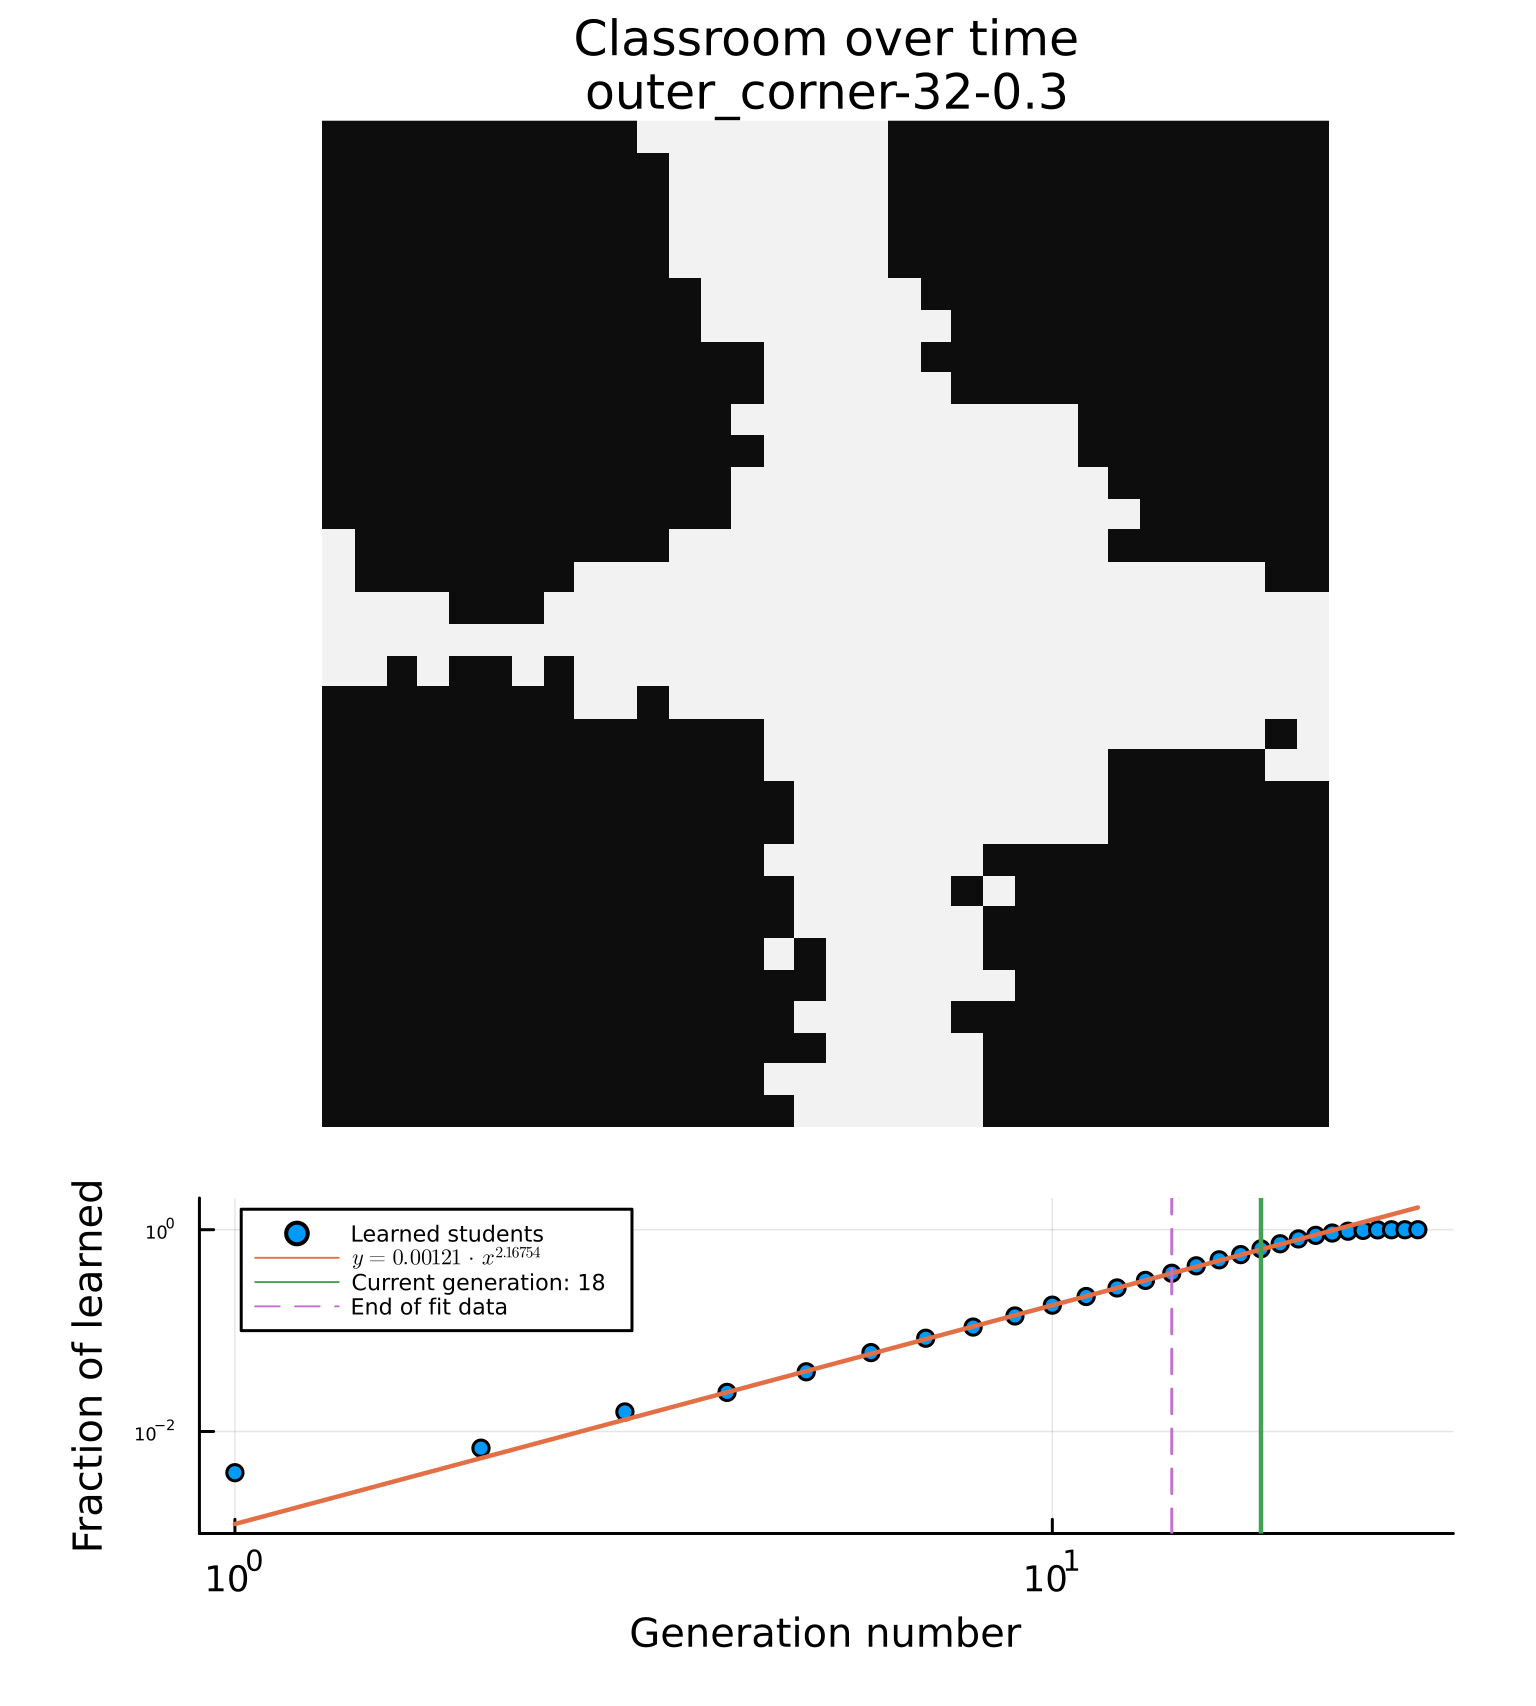 Classroom over time
outer_corner-32-0.3
Fraction of learned
10^0
10^-2
Learned students
y = 0.00121 · x^2.16754
Current generation: 18
End of fit data
10^0
10^1
Generation number